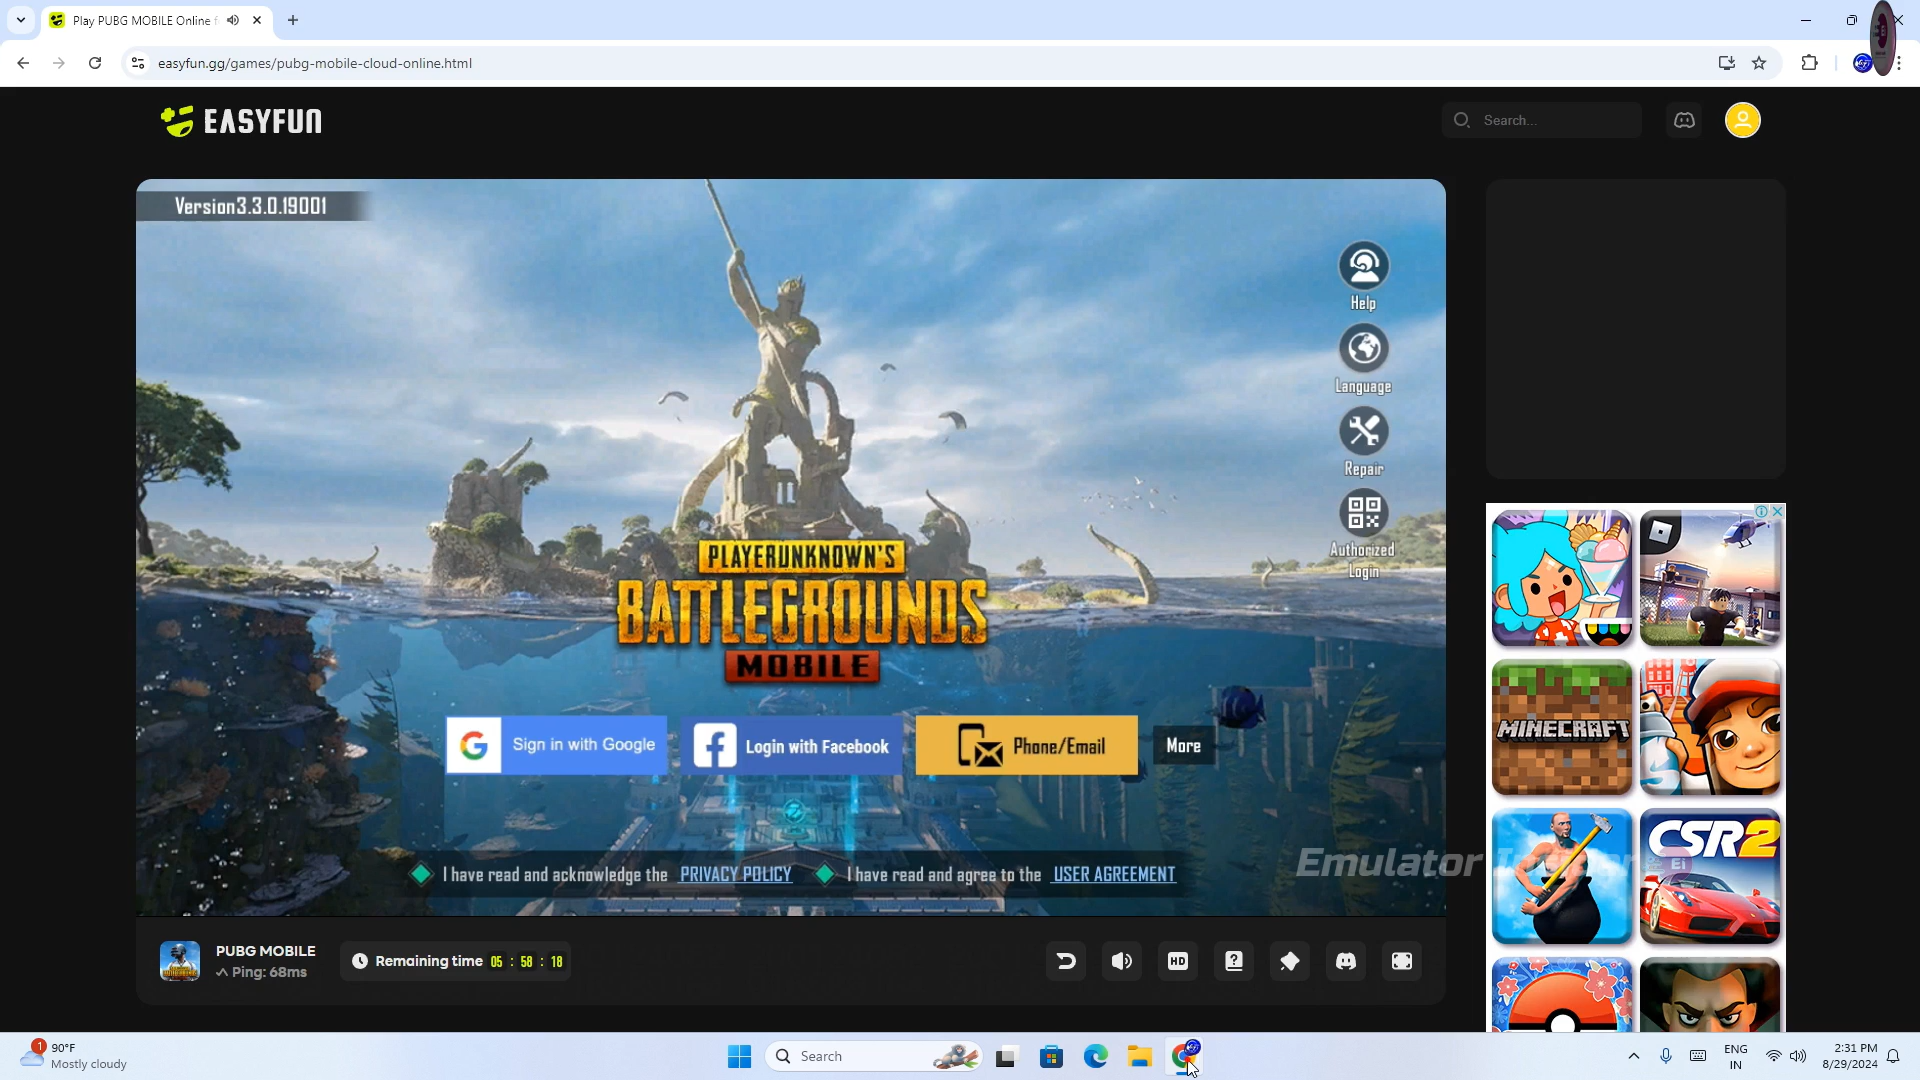 Play PUBG MOBILE Online f
easyfun.gg/games/pubg-mobile-cloud-online.html
EASYFUN
Search...
Version3.3.0.19001
Help
Language
Repair
Authorized
Login
PLAYERUNKNOWN'S
BATTLEGROUNDS
MOBILE
G Sign in with Google
f Login with Facebook
Phone/Email
More
I have read and acknowledge the PRIVACY POLICY
I have read and agree to the USER AGREEMENT
MINECRAFT
CSR2
Emulator
Ei
PUBG MOBILE
Ping: 68ms
Remaining time 05 : 58 : 18
HD
1
90°F
Mostly cloudy
Search
ENG
IN
2:31 PM
8/29/2024